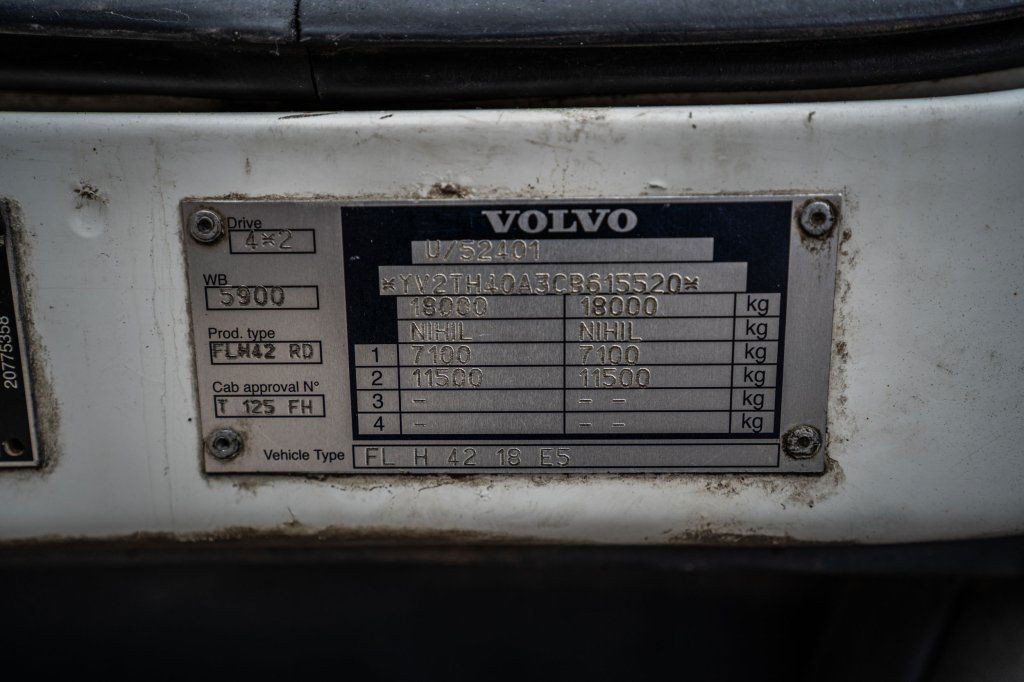 20775358
VOLVO
Drive
4*2
U/52401
WB
5900
*YV2TH40A3CB615520*
18000 18000 kg
NIHIL NIHIL kg
Prod. type
FLH42 RD
1 7100 7100 kg
2 11500 11500 kg
Cab approval N°
T 125 FH
3 - - - kg
4 - - - kg
Vehicle Type FL H 42 18 E5